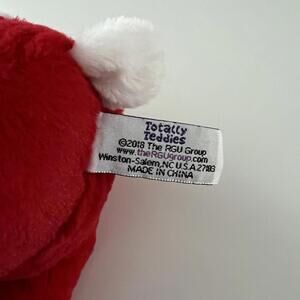 Totally
Teddies
©2018 The RGU Group
www.theRGUgroup.com
Winston-Salem, NC U.S.A. 27103
MADE IN CHINA